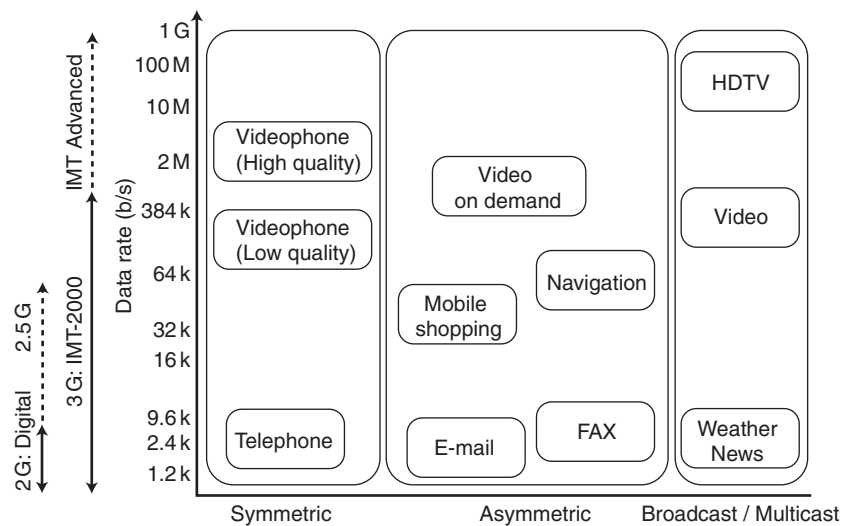 1 G
100 M
10 M
2 M
384 k
64 k
32 k
16 k
9.6 k
2.4 k
1.2 k
Data rate (b/s)
IMT Advanced
3 G: IMT-2000
2.5 G
2G: Digital
Videophone
(High quality)
Videophone
(Low quality)
Telephone
Video
on demand
Navigation
Mobile
shopping
FAX
E-mail
HDTV
Video
Weather
News
Symmetric
Asymmetric
Broadcast / Multicast